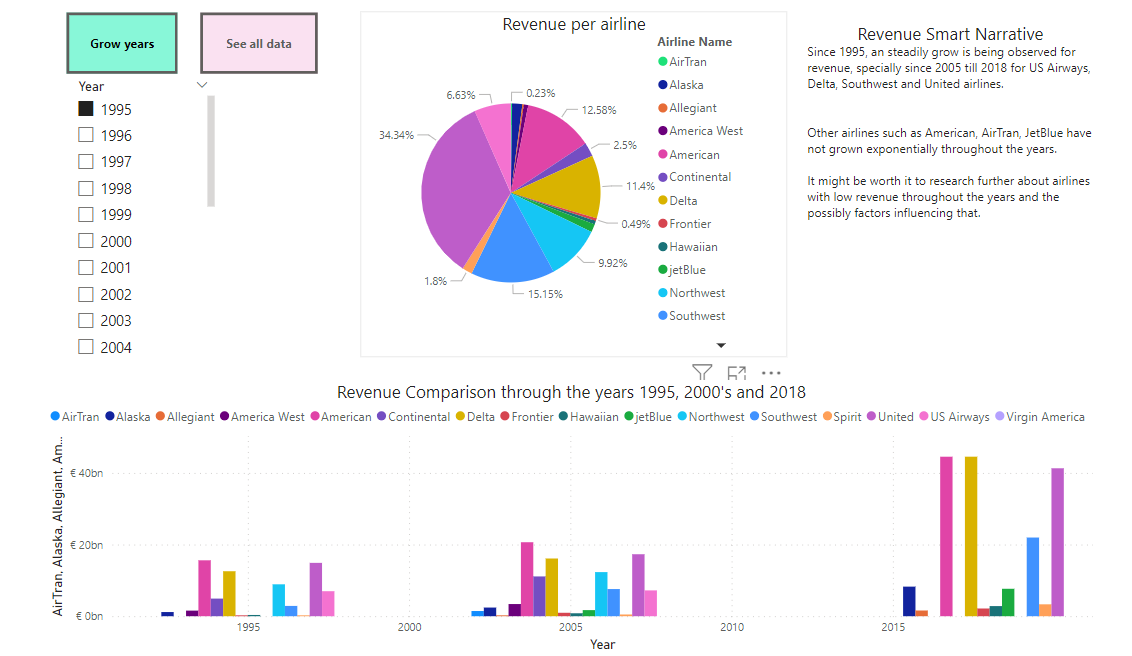 Grow years
See all data
Year
1995
1996
1997
1998
1999
2000
2001
2002
2003
2004
Revenue per airline
0.23%
12.58%
2.5%
11.4%
0.49%
9.92%
15.15%
1.8%
34.34%
6.63%
Airline Name
AirTran
Alaska
Allegiant
America West
American
Continental
Delta
Frontier
Hawaiian
jetBlue
Northwest
Southwest
Revenue Smart Narrative
Since 1995, an steadily grow is being observed for
revenue, specially since 2005 till 2018 for US Airways,
Delta, Southwest and United airlines.
Other airlines such as American, AirTran, JetBlue have
not grown exponentially throughout the years.
It might be worth it to research further about airlines
with low revenue throughout the years and the
possibly factors influencing that.
Revenue Comparison through the years 1995, 2000's and 2018
AirTran Alaska Allegiant America West American Continental Delta Frontier Hawaiian jetBlue Northwest Southwest Spirit United US Airways Virgin America
AirTran, Alaska, Allegiant, Am...
€ 40bn
€ 20bn
€ 0bn
1995 2000 2005 2010 2015
Year